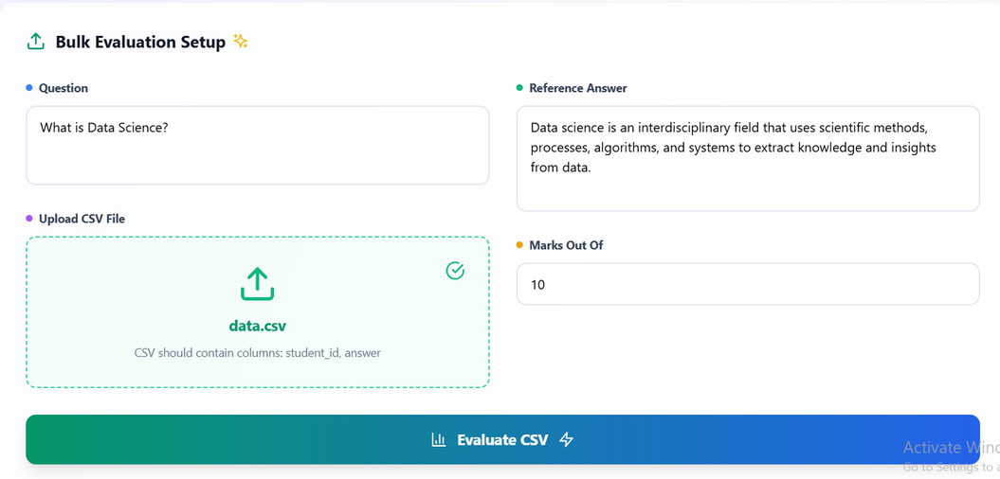 Bulk Evaluation Setup
Question
What is Data Science?
Reference Answer
Data science is an interdisciplinary field that uses scientific methods,
processes, algorithms, and systems to extract knowledge and insights
from data.
Upload CSV File
data.csv
CSV should contain columns: student_id, answer
Marks Out Of
10
Evaluate CSV
Activate Wind
Go to Settings to a